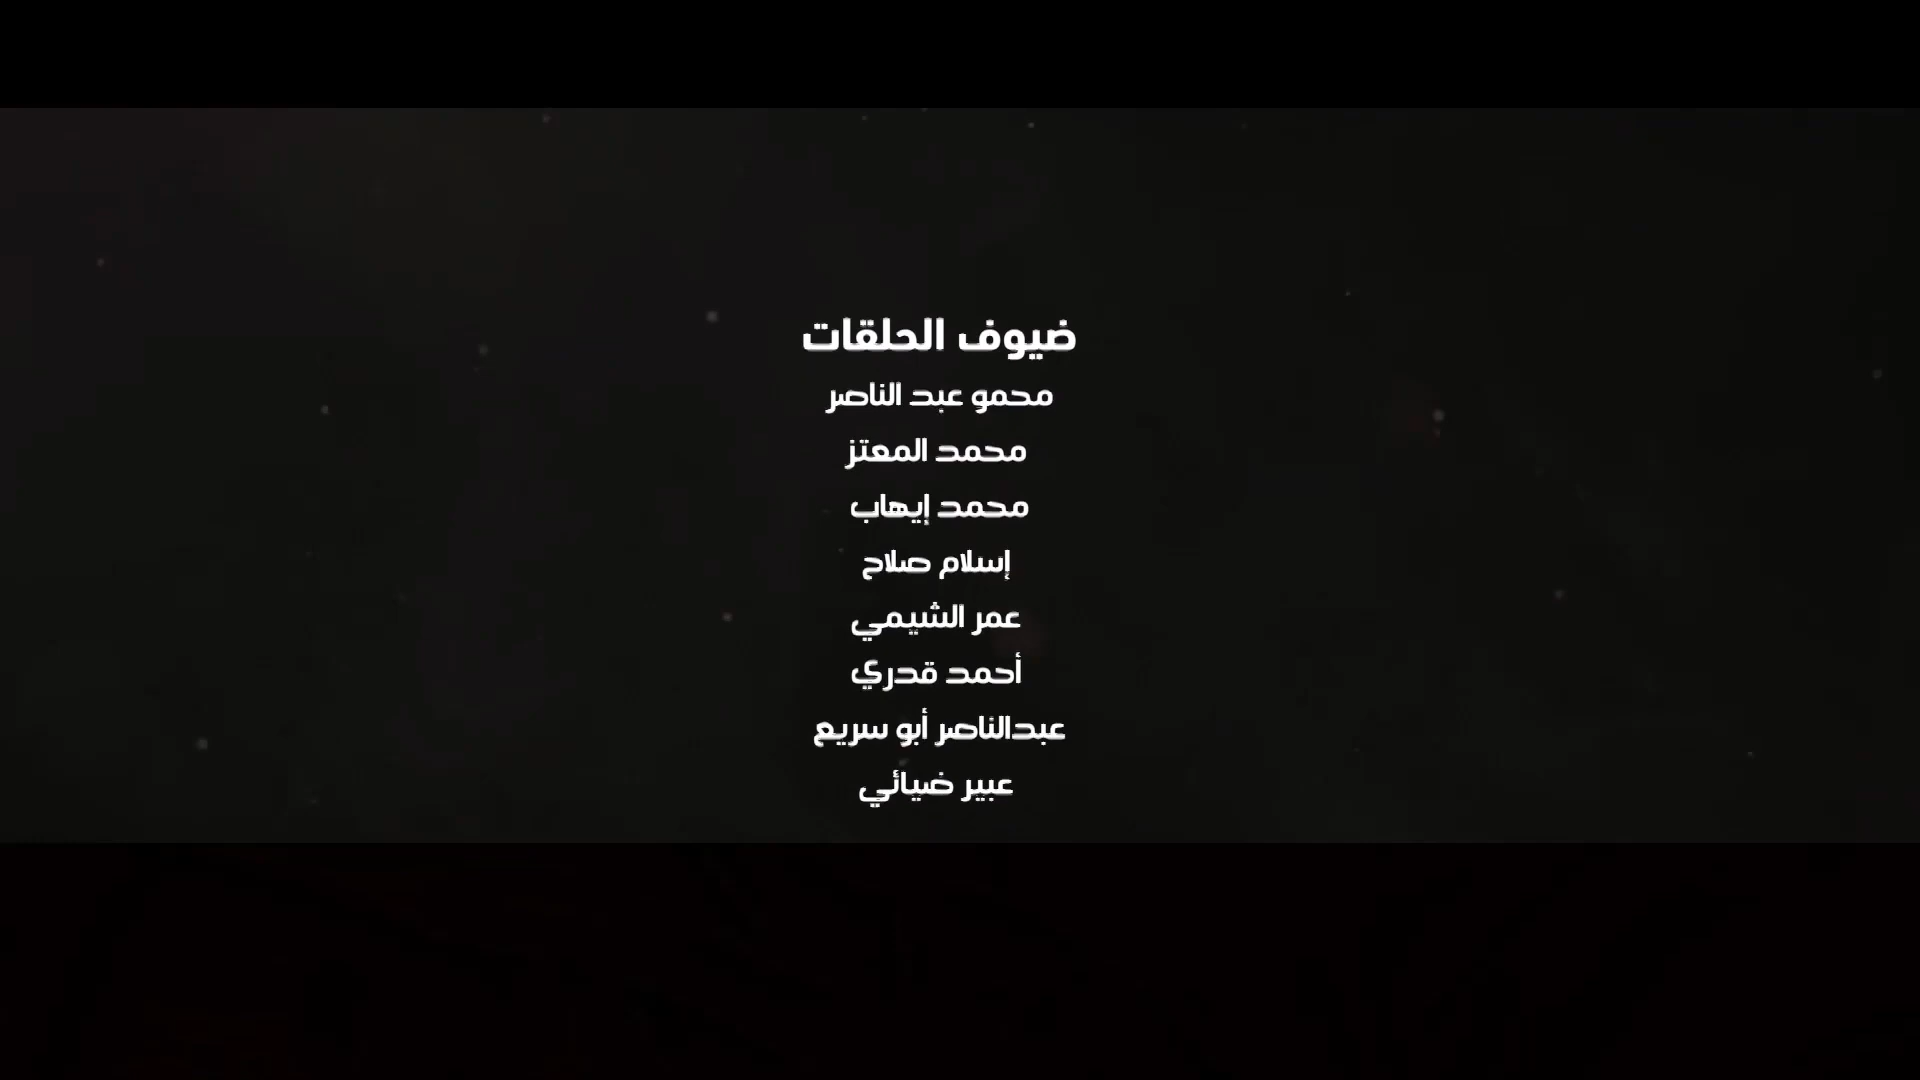 ضيوف الحلقات
محمو عبد الناصر
محمد المعتز
محمد إيهاب
إسلام صلاح
عمر الشيمي
أحمد قدري
عبدالناصر أبو سريع
عبير ضيائي